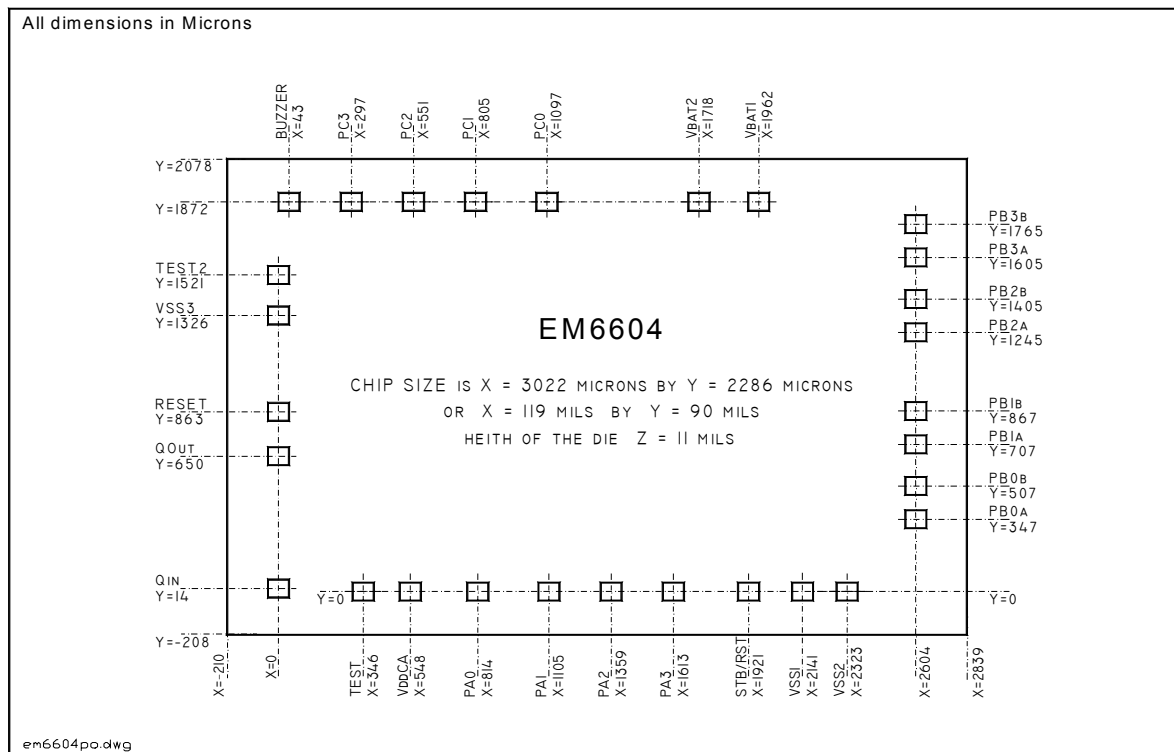 All dimensions in Microns
BUZZER
X=43
PC3
X=297
PC2
X=551
PC1
X=805
PC0
X=1097
VBAT2
X=1718
VBAT1
X=1962
Y=2078
Y=1872
TEST2
Y=1521
VSS3
Y=1326
RESET
Y=863
QOUT
Y=650
QIN
Y=14
Y=-208
PB3B
Y=1765
PB3A
Y=1605
PB2B
Y=1405
PB2A
Y=1245
PB1B
Y=867
PB1A
Y=707
PB0B
Y=507
PB0A
Y=347
EM6604
CHIP SIZE IS X = 3022 MICRONS BY Y = 2286 MICRONS
OR X = 119 MILS BY Y = 90 MILS
HEITH OF THE DIE Z = 11 MILS
Y=0
Y=0
X=-210
X=0
TEST
X=346
VDDCA
X=548
PA0
X=814
PA1
X=1105
PA2
X=1359
PA3
X=1613
STB/RST
X=1921
VSS1
X=2141
VSS2
X=2323
X=2604
X=2839
em6604po.dwg